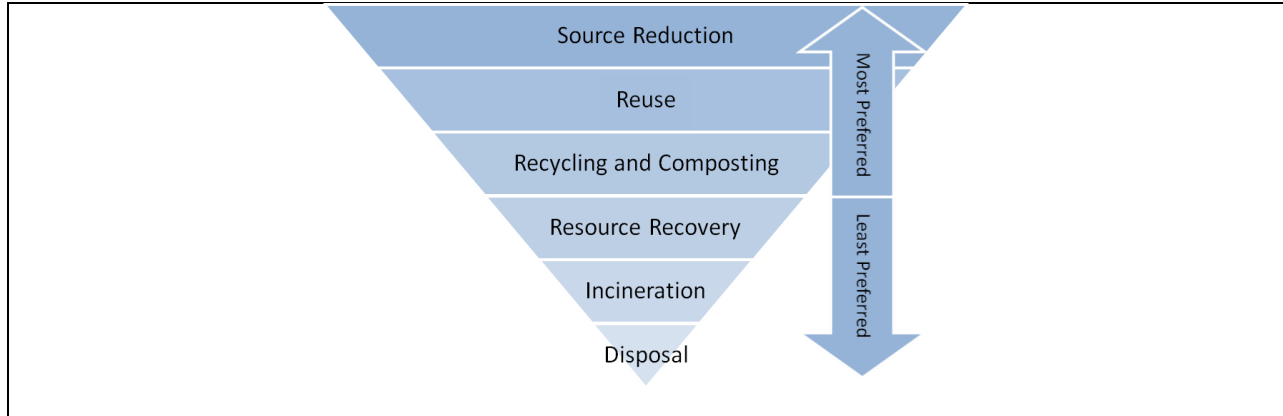 Source Reduction
Reuse
Recycling and Composting
Resource Recovery
Incineration
Disposal
Most Preferred
Least Preferred